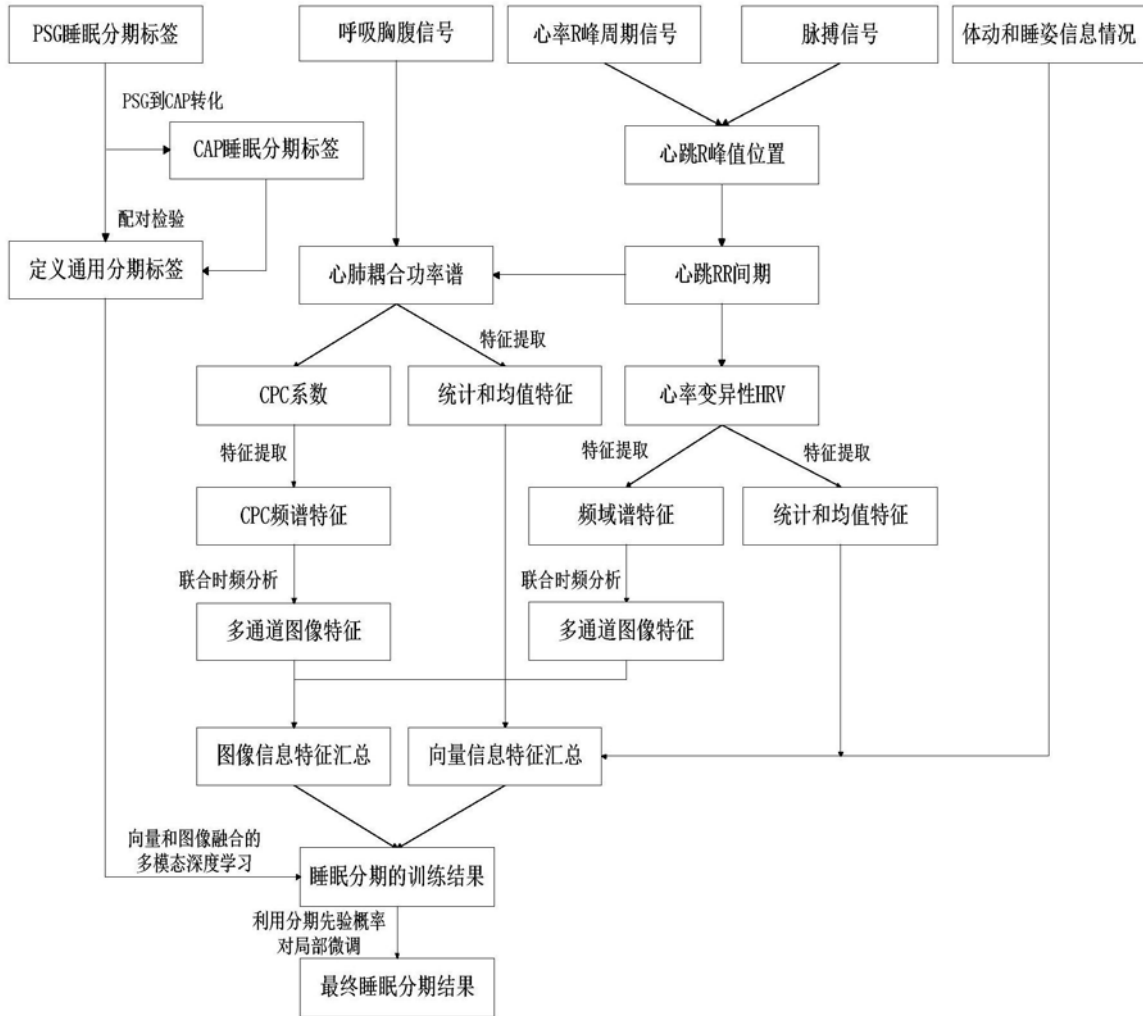 PSG睡眠分期标签
呼吸胸腹信号
心率R峰周期信号
脉搏信号
体动和睡姿信息情况
PSG到CAP转化
CAP睡眠分期标签
心跳R峰值位置
配对检验
定义通用分期标签
心肺耦合功率谱
心跳RR间期
特征提取
CPC系数
统计和均值特征
心率变异性HRV
特征提取
特征提取
特征提取
CPC频谱特征
频域谱特征
统计和均值特征
联合时频分析
联合时频分析
多通道图像特征
多通道图像特征
图像信息特征汇总
向量信息特征汇总
向量和图像融合的
多模态深度学习
睡眠分期的训练结果
利用分期先验概率
对局部微调
最终睡眠分期结果